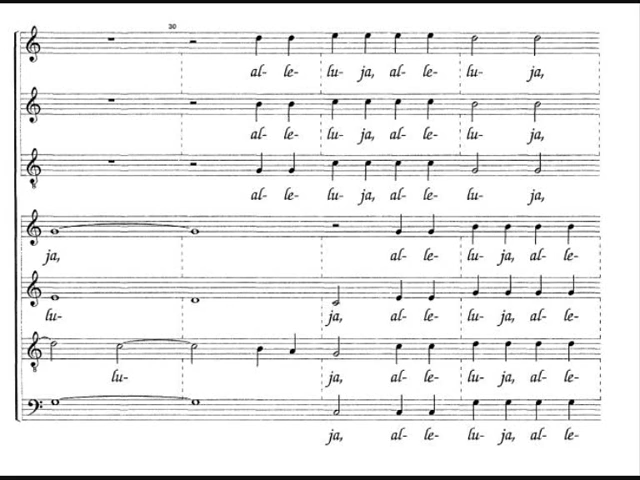 30
al- le- lu- ja, al- le- lu- ja,
al- le- lu- ja, al- le- lu- ja,
al- le- lu- ja, al- le- lu- ja,
ja, al- le- lu- ja, al- le-
lu- ja, al- le- lu- ja, al- le-
lu- ja, al- le- lu- ja, al- le-
ja, al- le- lu- ja, al- le-